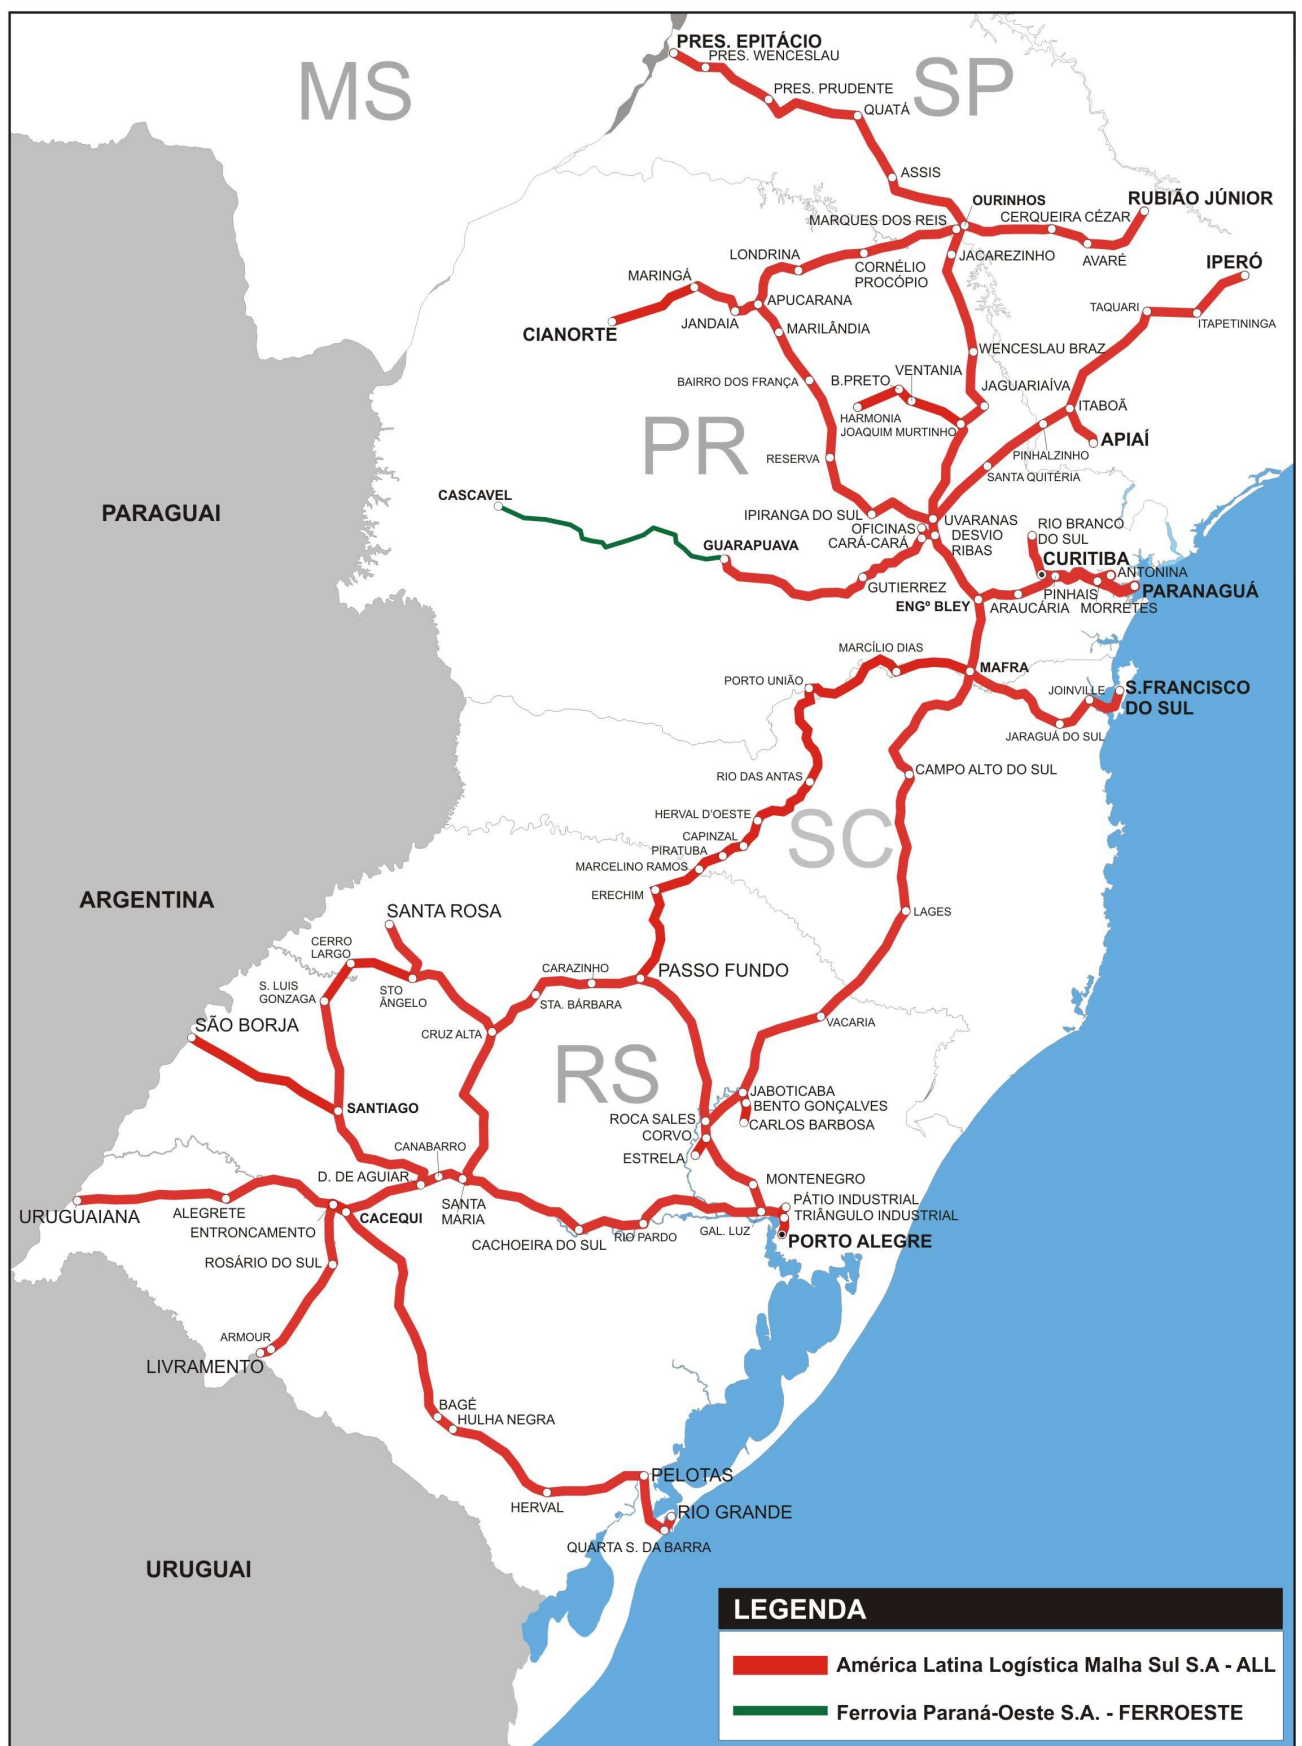 PRES. EPITÁCIO
PRES. WENCESLAU
MS
SP
PRES. PRUDENTE
QUATÁ
ASSIS
RUBIÃO JÚNIOR
OURINHOS
CERQUEIRA CÉZAR
MARQUES DOS REIS
LONDRINA
JACAREZINHO
AVARÉ
IPERÓ
CORNÉLIO
PROCÓPIO
MARINGÁ
APUCARANA
TAQUARI
ITAPETININGA
JANDAIA
MARILÂNDIA
CIANORTE
WENCESLAU BRAZ
VENTANIA
B.PRETO
BAIRRO DOS FRANÇA
JAGUARIAÍVA
ITABOÃ
HARMONIA
JOAQUIM MURTINHO
APIAÍ
PR
RESERVA
PINHALZINHO
SANTA QUITÉRIA
CASCAVEL
PARAGUAI
IPIRANGA DO SUL
UVARANAS
OFICINAS
CARÁ-CARÁ
DESVIO
RIBAS
RIO BRANCO
DO SUL
GUARAPUAVA
CURITIBA
ANTONINA
GUTIERREZ
PINHAIS
PARANAGUÁ
ENGº BLEY
ARAUCÁRIA
MORRETES
MARCÍLIO DIAS
MAFRA
PORTO UNIÃO
JOINVILLE
S.FRANCISCO
DO SUL
JARAGUÁ DO SUL
RIO DAS ANTAS
CAMPO ALTO DO SUL
HERVAL D'OESTE
SC
CAPINZAL
PIRATUBA
MARCELINO RAMOS
ERECHIM
ARGENTINA
SANTA ROSA
LAGES
CERRO
LARGO
CARAZINHO
PASSO FUNDO
S. LUIS
GONZAGA
STO
ÂNGELO
STA. BÁRBARA
SÃO BORJA
CRUZ ALTA
VACARIA
RS
JABOTICABA
SANTIAGO
BENTO GONÇALVES
ROCA SALES
CARLOS BARBOSA
CORVO
CANABARRO
ESTRELA
D. DE AGUIAR
MONTENEGRO
URUGUAIANA
ALEGRETE
SANTA
MARIA
PÁTIO INDUSTRIAL
ENTRONCAMENTO
CACEQUI
TRIÂNGULO INDUSTRIAL
CACHOEIRA DO SUL
RIO PARDO
GAL. LUZ
PORTO ALEGRE
ROSÁRIO DO SUL
ARMOUR
LIVRAMENTO
BAGÉ
HULHA NEGRA
PELOTAS
HERVAL
RIO GRANDE
QUARTA S. DA BARRA
URUGUAI
LEGENDA
América Latina Logística Malha Sul S.A - ALL
Ferrovia Paraná-Oeste S.A. - FERROESTE